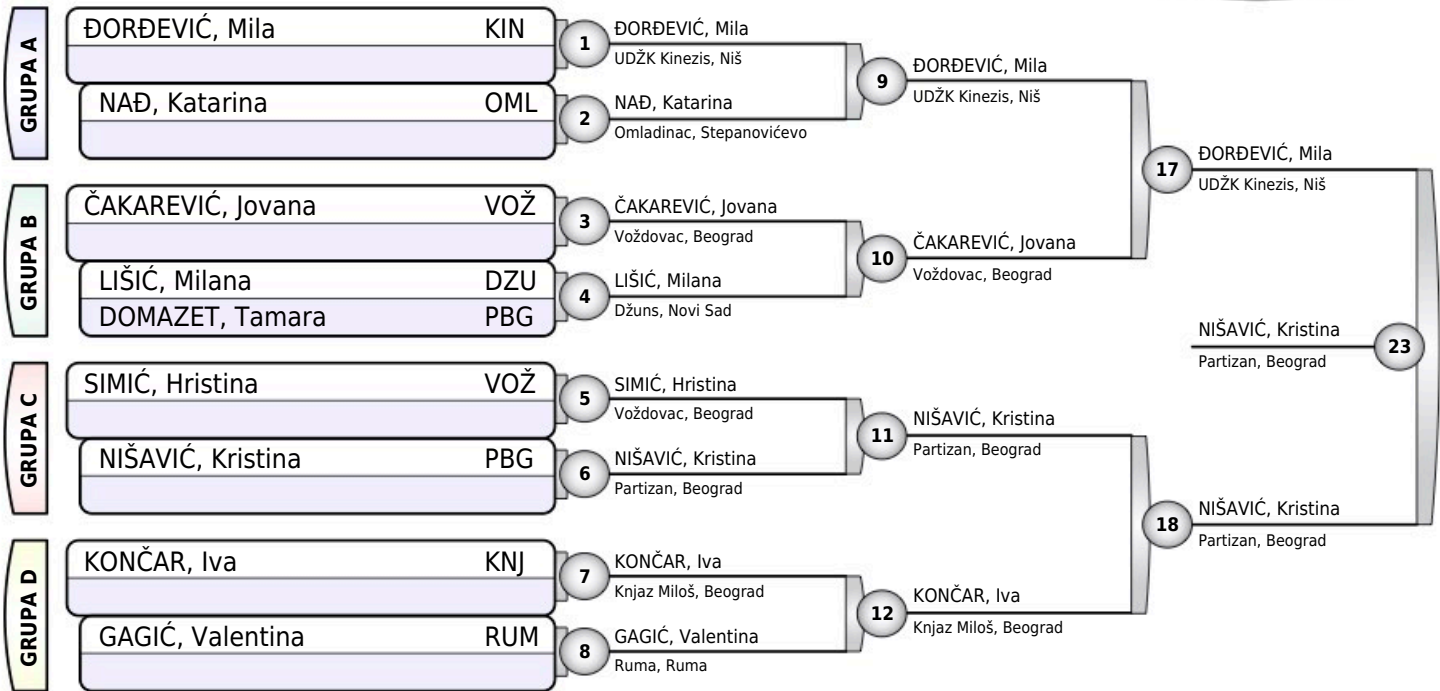 GRUPA A
ĐORĐEVIĆ, Mila KIN
NAĐ, Katarina OML
GRUPA B
ČAKAREVIĆ, Jovana VOŽ
LIŠIĆ, Milana DZU
DOMAZET, Tamara PBG
GRUPA C
SIMIĆ, Hristina VOŽ
NIŠAVIĆ, Kristina PBG
GRUPA D
KONČAR, Iva KNJ
GAGIĆ, Valentina RUM
1
ĐORĐEVIĆ, Mila
UDŽK Kinezis, Niš
2
NAĐ, Katarina
Omladinac, Stepanovićevo
3
ČAKAREVIĆ, Jovana
Voždovac, Beograd
4
LIŠIĆ, Milana
Džuns, Novi Sad
5
SIMIĆ, Hristina
Voždovac, Beograd
6
NIŠAVIĆ, Kristina
Partizan, Beograd
7
KONČAR, Iva
Knjaz Miloš, Beograd
8
GAGIĆ, Valentina
Ruma, Ruma
9
ĐORĐEVIĆ, Mila
UDŽK Kinezis, Niš
10
ČAKAREVIĆ, Jovana
Voždovac, Beograd
11
NIŠAVIĆ, Kristina
Partizan, Beograd
12
KONČAR, Iva
Knjaz Miloš, Beograd
17
ĐORĐEVIĆ, Mila
UDŽK Kinezis, Niš
18
NIŠAVIĆ, Kristina
Partizan, Beograd
NIŠAVIĆ, Kristina
Partizan, Beograd
23